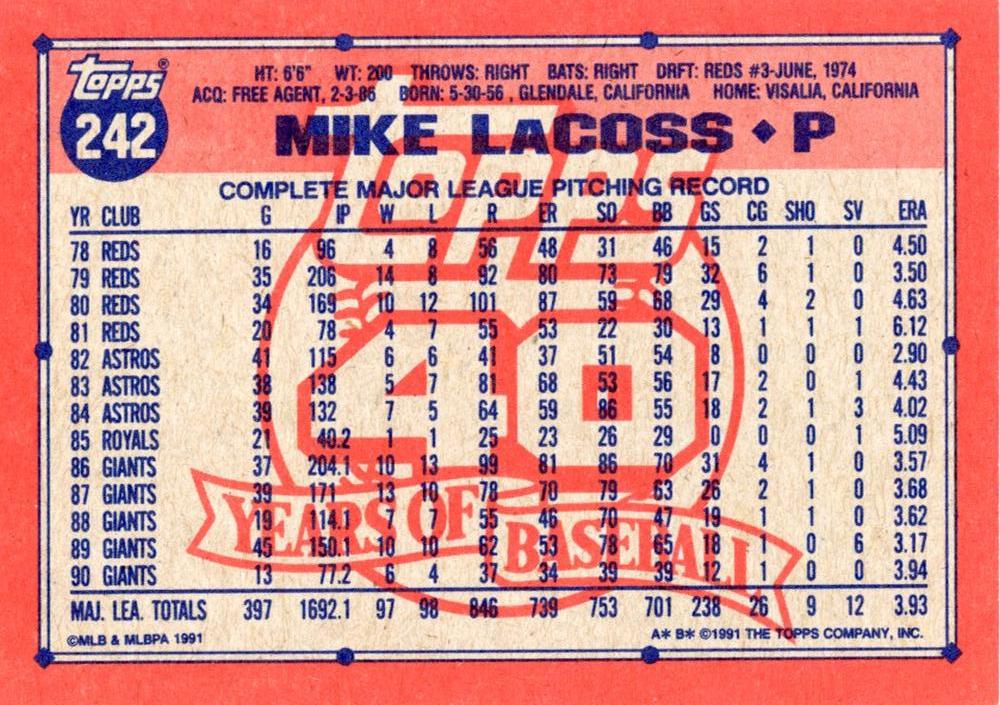 Topps®
242
HT: 6'6" WT: 200 THROWS: RIGHT BATS: RIGHT DRFT: REDS #3-JUNE, 1974
ACQ: FREE AGENT, 2-3-86 BORN: 5-30-56 , GLENDALE, CALIFORNIA HOME: VISALIA, CALIFORNIA
MIKE LaCOSS ◆ P
COMPLETE MAJOR LEAGUE PITCHING RECORD
YR CLUB G IP W L R ER SO BB GS CG SHO SV ERA
78 REDS 16 96 4 8 56 48 31 46 15 2 1 0 4.50
79 REDS 35 206 14 8 92 80 73 79 32 6 1 0 3.50
80 REDS 34 169 10 12 101 87 59 68 29 4 2 0 4.63
81 REDS 20 78 4 7 55 53 22 30 13 1 1 1 6.12
82 ASTROS 41 115 6 6 41 37 51 54 8 0 0 0 2.90
83 ASTROS 38 138 5 7 81 68 53 56 17 2 0 1 4.43
84 ASTROS 39 132 7 5 64 59 86 55 18 2 1 3 4.02
85 ROYALS 21 40.2 1 1 25 23 26 29 0 0 0 1 5.09
86 GIANTS 37 204.1 10 13 99 81 86 70 31 4 1 0 3.57
87 GIANTS 39 171 13 10 78 70 79 63 26 2 1 0 3.68
88 GIANTS 19 114.1 7 7 55 46 70 47 19 1 1 0 3.62
89 GIANTS 45 150.1 10 10 62 53 78 65 18 1 0 6 3.17
90 GIANTS 13 77.2 6 4 37 34 39 39 12 1 0 0 3.94
MAJ. LEA. TOTALS 397 1692.1 97 98 846 739 753 701 238 26 9 12 3.93
©MLB & MLBPA 1991 A* B* ©1991 THE TOPPS COMPANY, INC.
Topps
40
YEARS OF BASEBALL